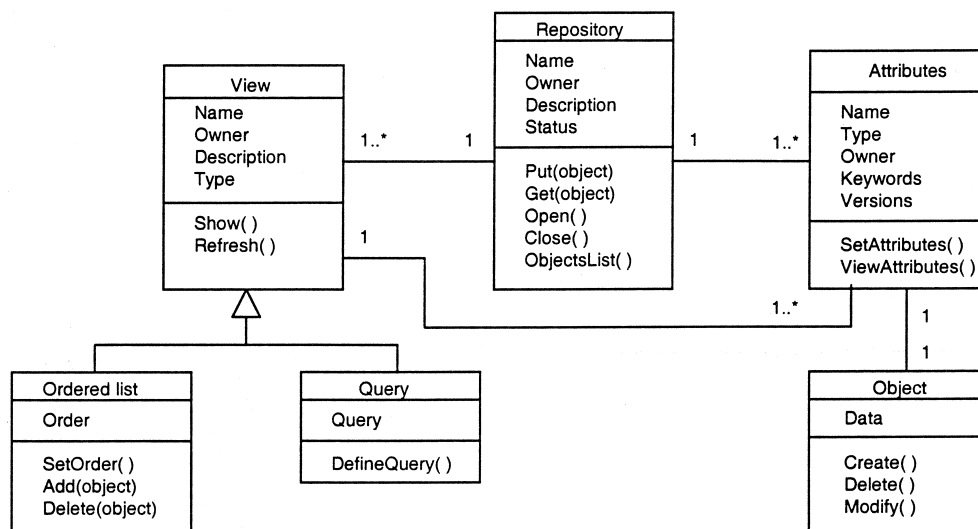 Repository
Name
Owner
Description
Status
Put(object)
Get(object)
Open( )
Close( )
ObjectsList( )
View
Name
Owner
Description
Type
Show( )
Refresh( )
Attributes
Name
Type
Owner
Keywords
Versions
SetAttributes( )
ViewAttributes( )
1..*
1
1
1..*
1
1..*
1
1
Ordered list
Order
SetOrder( )
Add(object)
Delete(object)
Query
Query
DefineQuery( )
Object
Data
Create( )
Delete( )
Modify( )